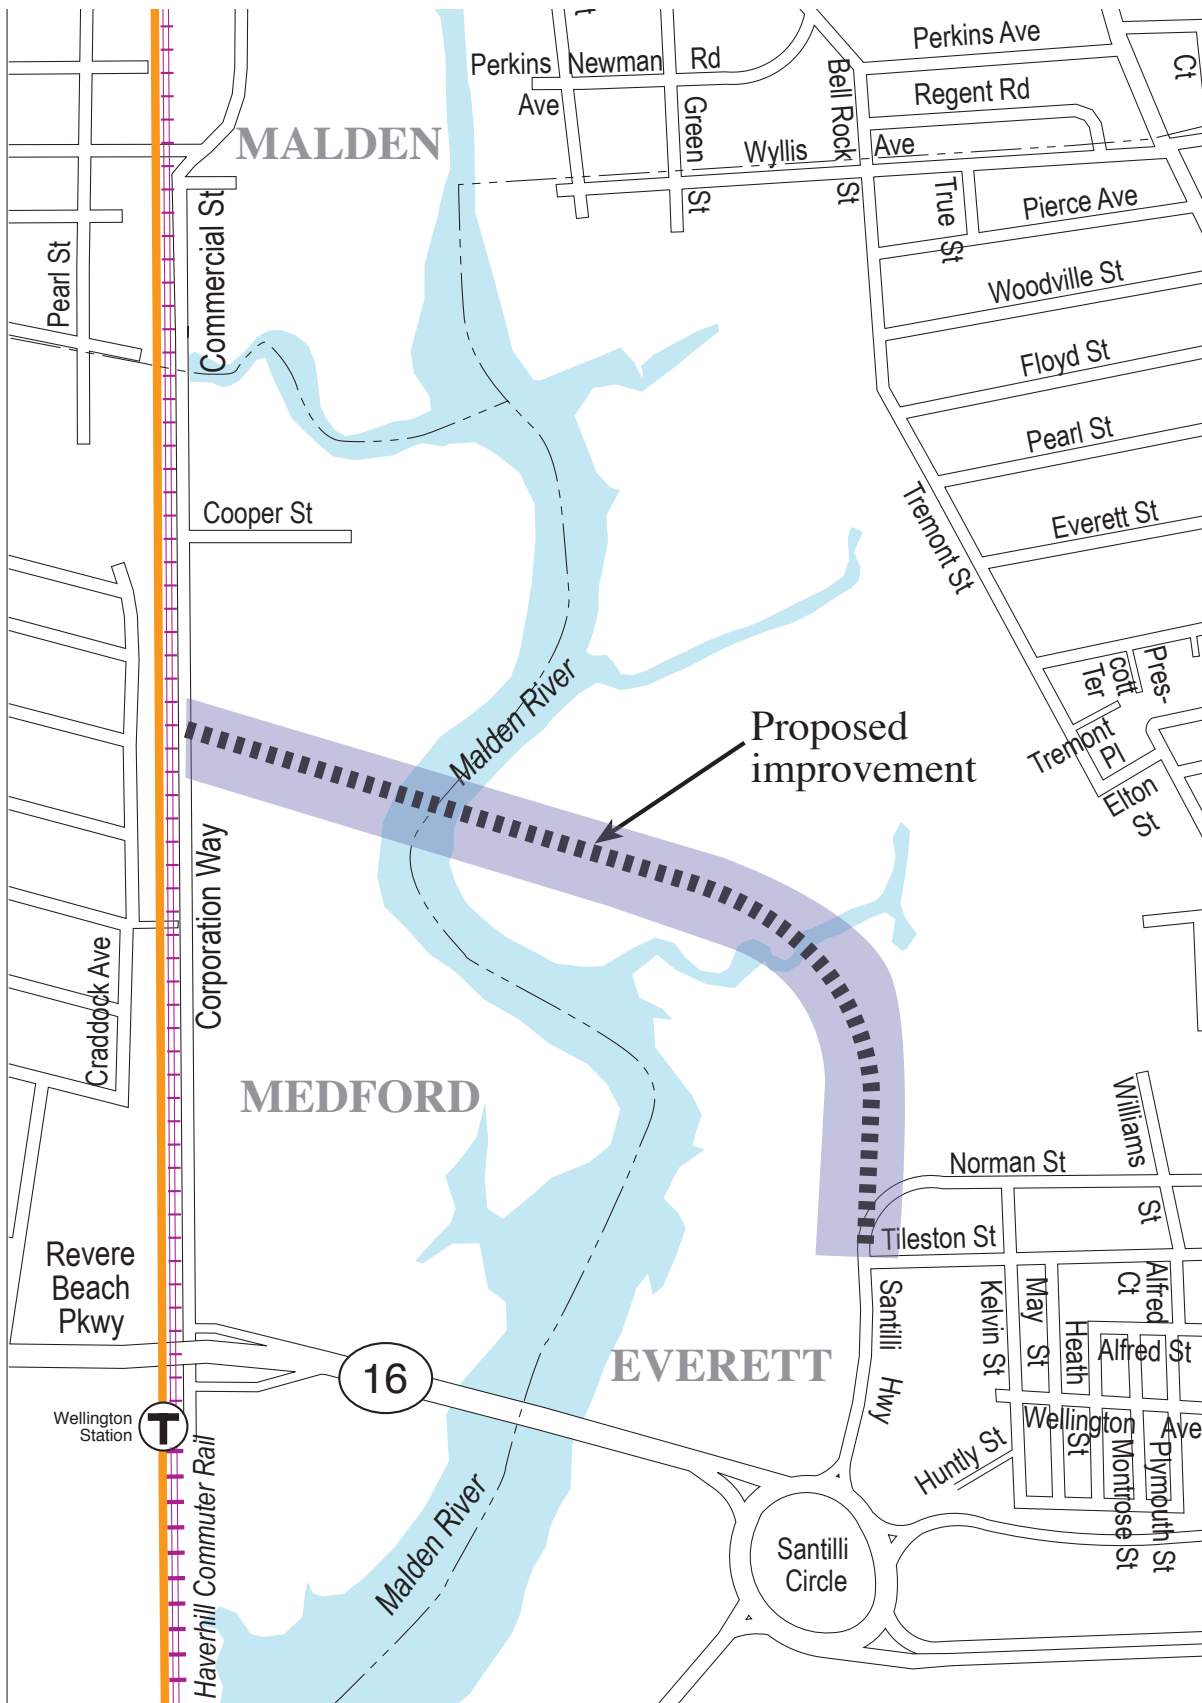 Perkins Ave
Ct
Perkins
Ave
Newman Rd
Regent Rd
Bell Rock St
Green St
MALDEN
Wyllis Ave
True St
Pierce Ave
Commercial St
Pearl St
Woodville St
Floyd St
Pearl St
Tremont St
Everett St
Cooper St
Pres-
cott
Ter
Malden River
Proposed
improvement
Tremont
Pl
Elton
St
Corporation Way
Craddock Ave
MEDFORD
Williams St
Norman St
Tileston St
Revere
Beach
Pkwy
Santilli Hwy
Kelvin St
May St
Heath St
Alfred
Ct
Alfred St
EVERETT
16
Wellington
Station
T
Wellington Ave
Huntly St
Montrose St
Plymouth St
Haverhill Commuter Rail
Malden River
Santilli
Circle